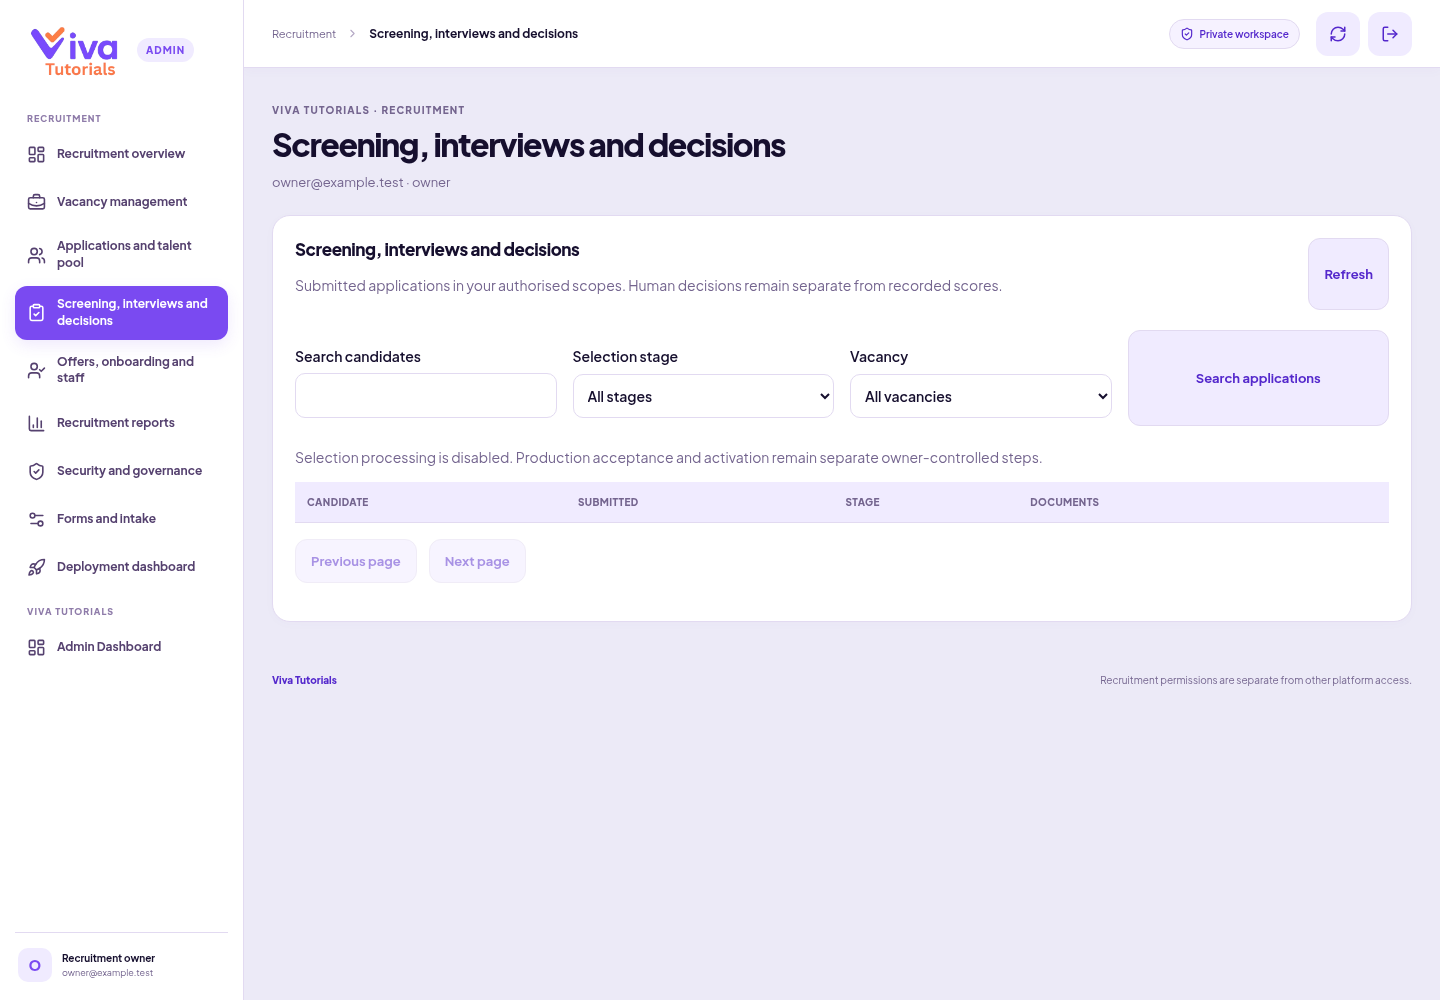 Viva
Tutorials
ADMIN
RECRUITMENT
Recruitment overview
Vacancy management
Applications and talent
pool
Screening, interviews and
decisions
Offers, onboarding and
staff
Recruitment reports
Security and governance
Forms and intake
Deployment dashboard
VIVA TUTORIALS
Admin Dashboard
O
Recruitment owner
owner@example.test
Recruitment
Screening, interviews and decisions
Private workspace
VIVA TUTORIALS · RECRUITMENT
Screening, interviews and decisions
owner@example.test · owner
Screening, interviews and decisions
Submitted applications in your authorised scopes. Human decisions remain separate from recorded scores.
Refresh
Search candidates
Selection stage
All stages
Vacancy
All vacancies
Search applications
Selection processing is disabled. Production acceptance and activation remain separate owner-controlled steps.
CANDIDATE SUBMITTED STAGE DOCUMENTS
Previous page
Next page
Viva Tutorials
Recruitment permissions are separate from other platform access.